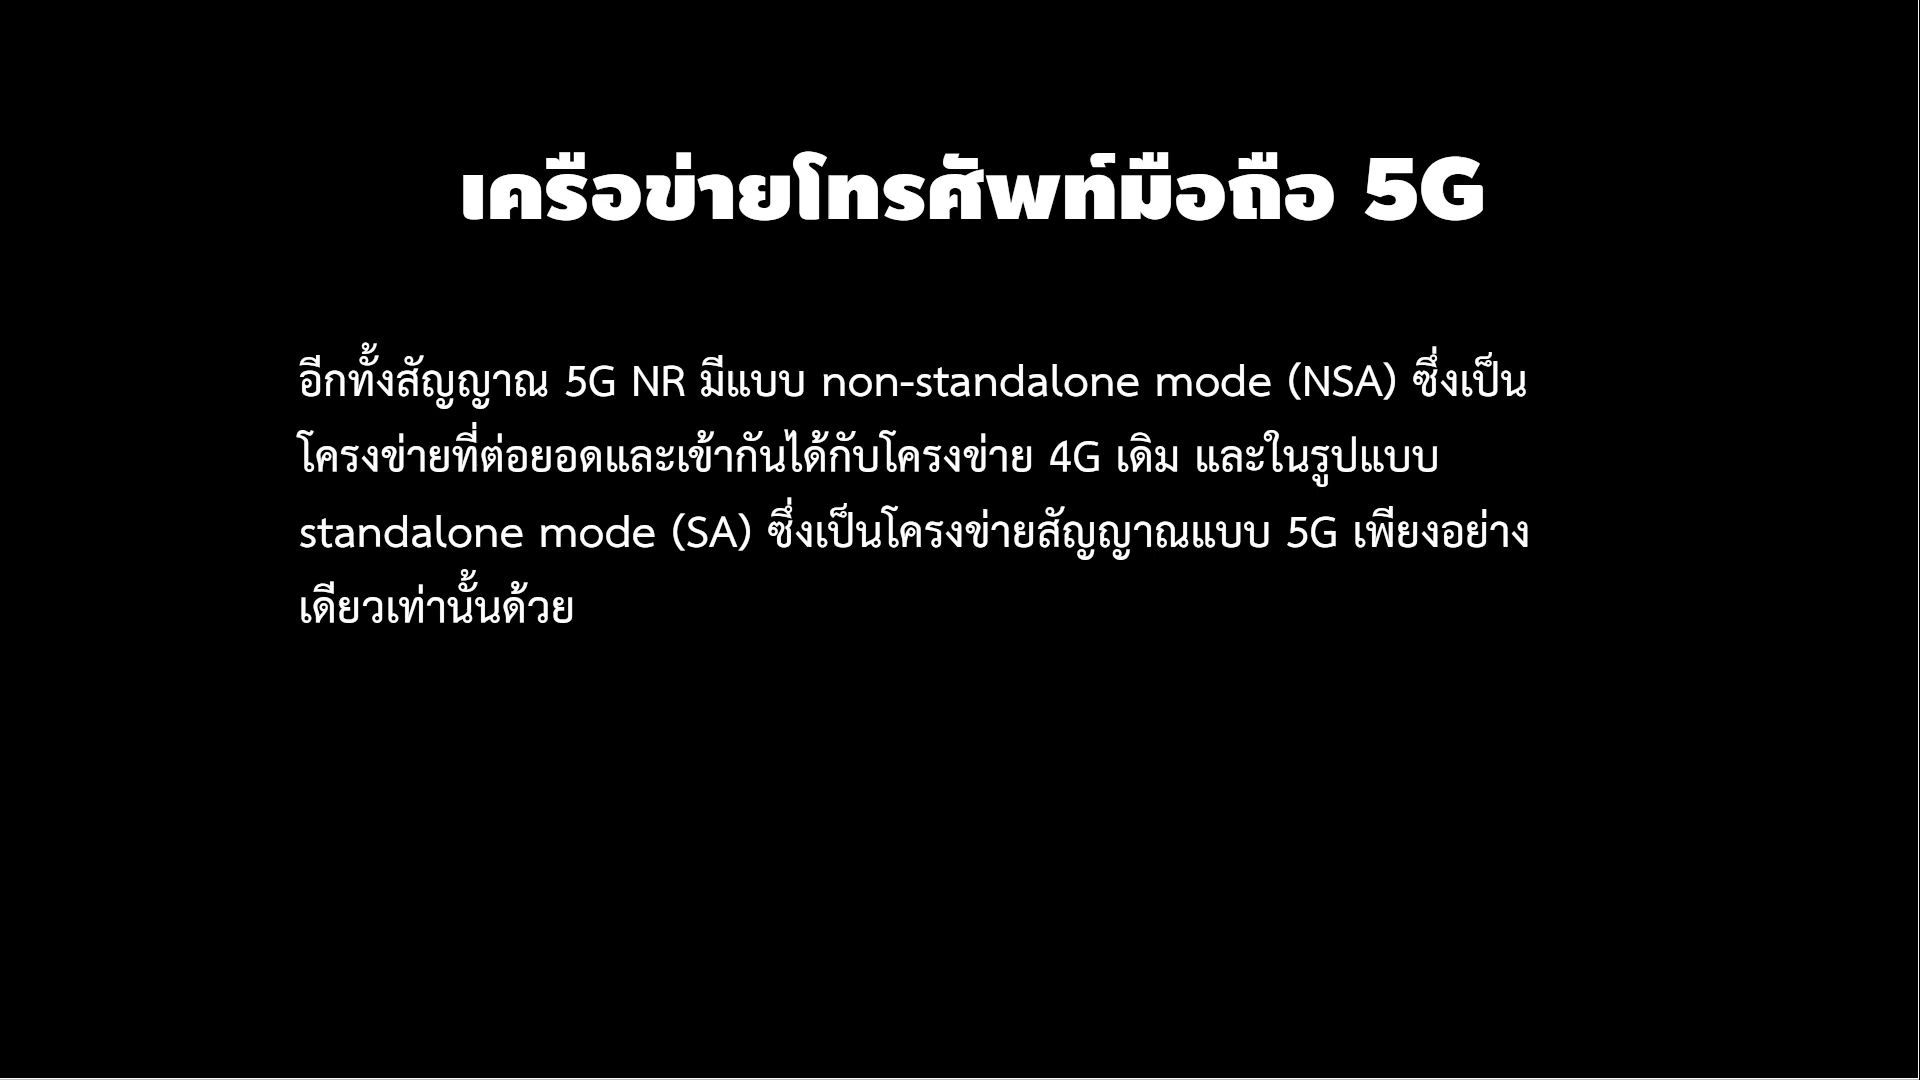 เครือข่ายโทรศัพท์มือถือ 5G
อีกทั้งสัญญาณ 5G NR มีแบบ non-standalone mode (NSA) ซึ่งเป็น
โครงข่ายที่ต่อยอดและเข้ากันได้กับโครงข่าย 4G เดิม และในรูปแบบ
standalone mode (SA) ซึ่งเป็นโครงข่ายสัญญาณแบบ 5G เพียงอย่าง
เดียวเท่านั้นด้วย